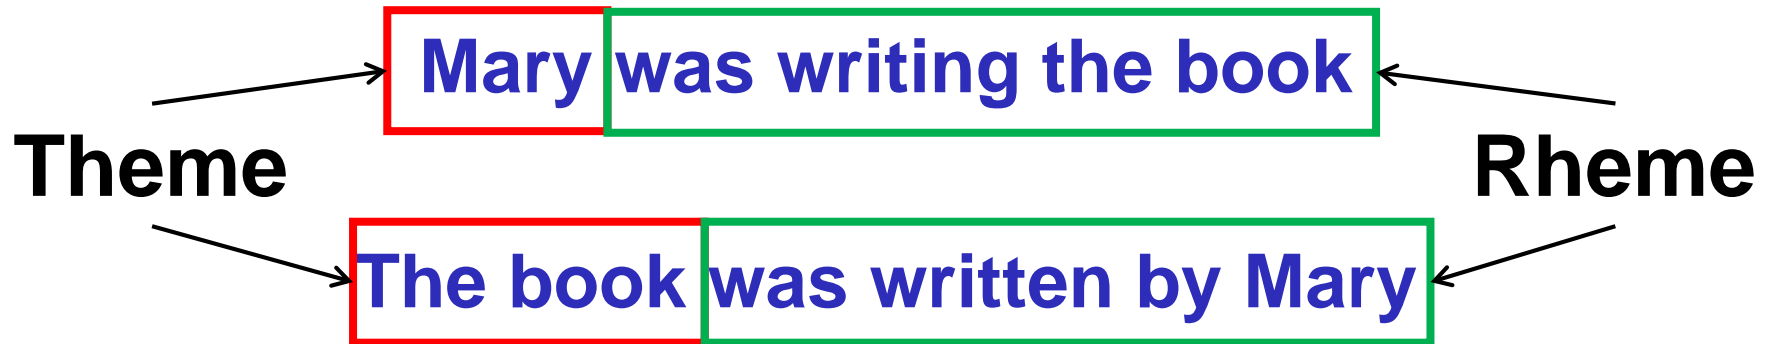 Mary was writing the book
Theme
Rheme
The book was written by Mary